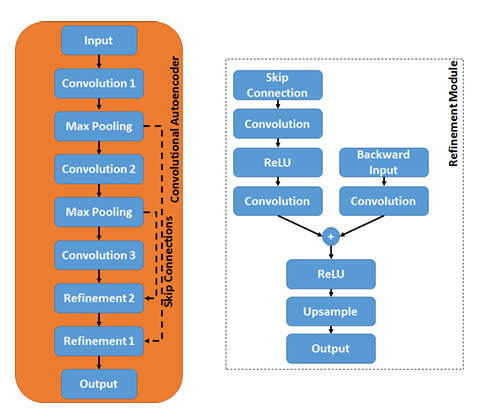 Input
Convolution 1
Max Pooling
Convolution 2
Max Pooling
Convolution 3
Refinement 2
Refinement 1
Output
Convolutional Autoencoder
Skip Connections
Skip
Connection
Convolution
ReLU
Convolution
Backward
Input
Convolution
+
ReLU
Upsample
Output
Refinement Module